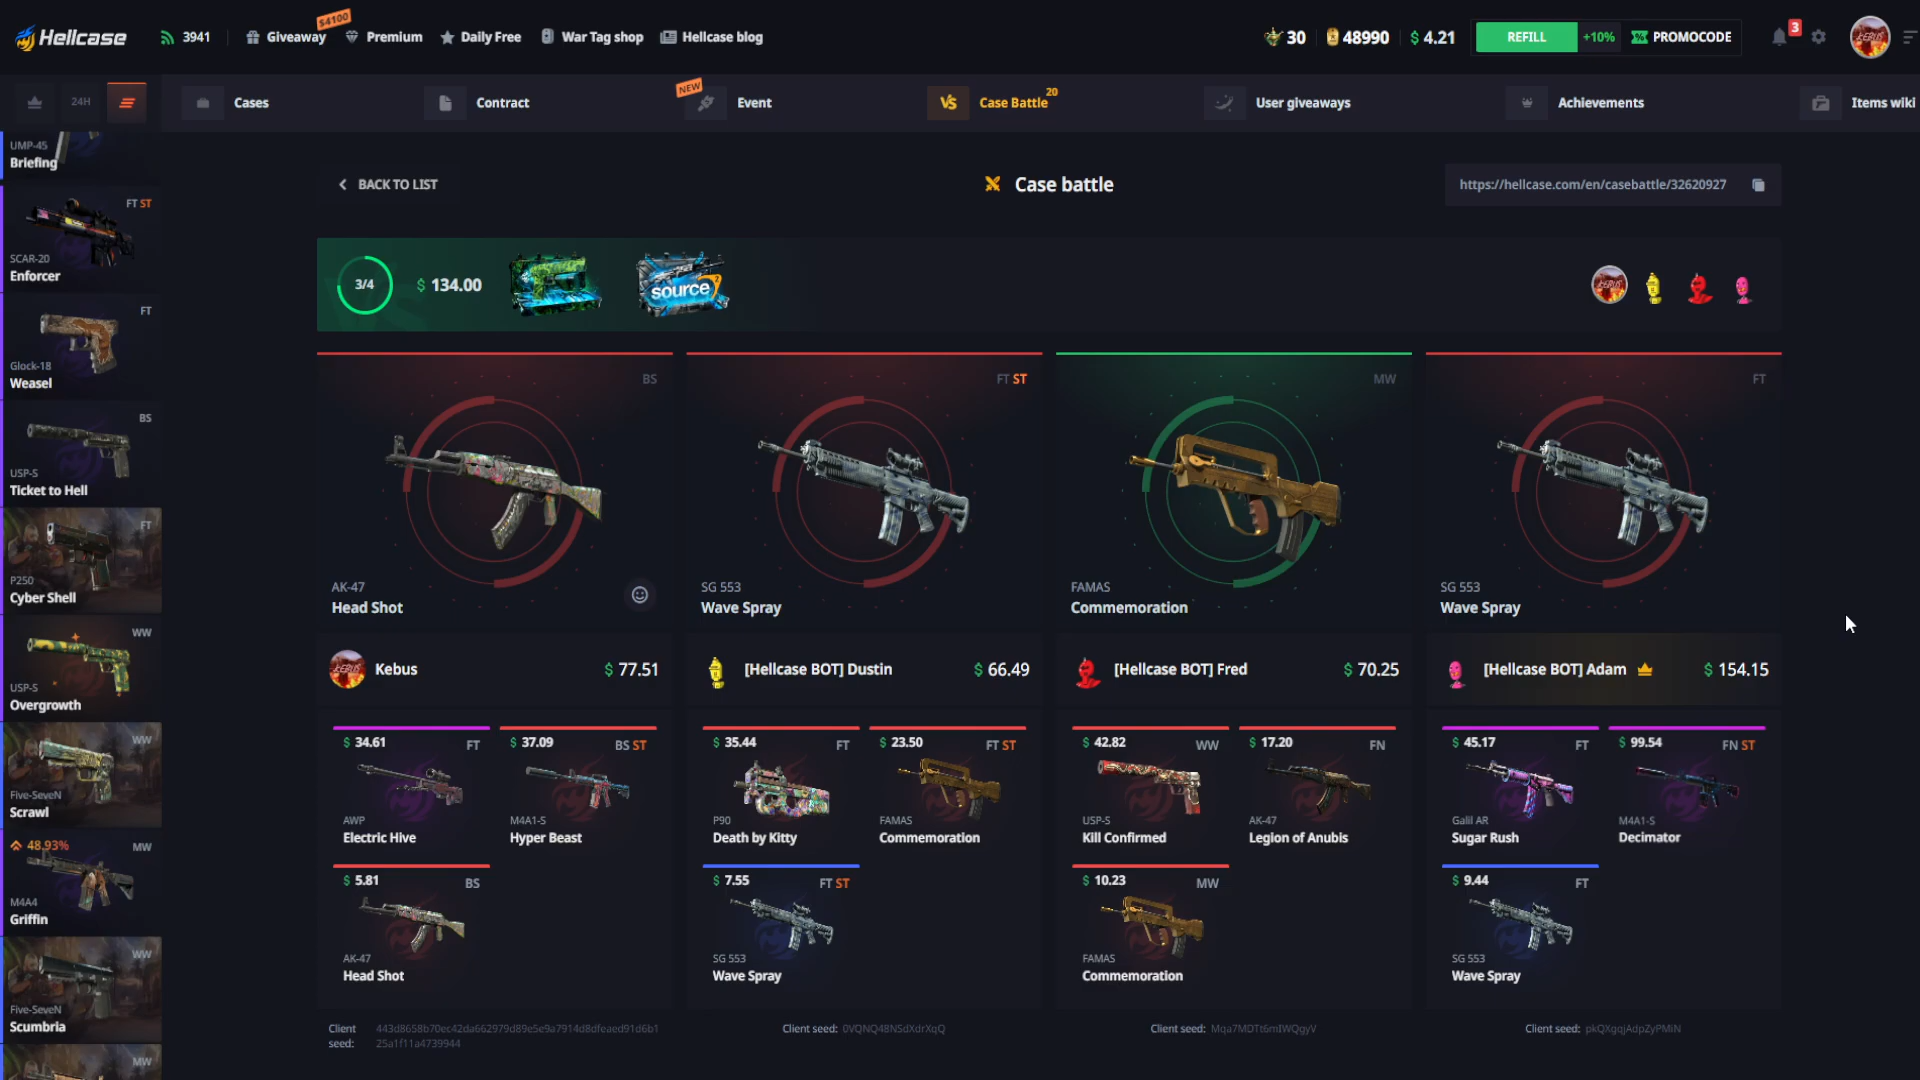 Hellcase
3941
Giveaway
$4100
Premium
Daily Free
War Tag shop
Hellcase blog
30
48990
$ 4.21
REFILL
+10%
PROMOCODE
3
24H
Cases
Contract
NEW
Event
VS
Case Battle
20
User giveaways
Achievements
Items wiki
UMP-45
Briefing
FT ST
SCAR-20
Enforcer
FT
Glock-18
Weasel
BS
USP-S
Ticket to Hell
FT
P250
Cyber Shell
WW
USP-S
Overgrowth
WW
Five-SeveN
Scrawl
48.93%
MW
M4A4
Griffin
WW
Five-SeveN
Scumbria
MW
BACK TO LIST
Case battle
https://hellcase.com/en/casebattle/32620927
3/4
$ 134.00
source 2
BS
AK-47
Head Shot
FT ST
SG 553
Wave Spray
MW
FAMAS
Commemoration
FT
SG 553
Wave Spray
Kebus
$ 77.51
[Hellcase BOT] Dustin
$ 66.49
[Hellcase BOT] Fred
$ 70.25
[Hellcase BOT] Adam
$ 154.15
$ 34.61
FT
AWP
Electric Hive
$ 37.09
BS ST
M4A1-S
Hyper Beast
$ 35.44
FT
P90
Death by Kitty
$ 23.50
FT ST
FAMAS
Commemoration
$ 42.82
WW
USP-S
Kill Confirmed
$ 17.20
FN
AK-47
Legion of Anubis
$ 45.17
FT
Galil AR
Sugar Rush
$ 99.54
FN ST
M4A1-S
Decimator
$ 5.81
BS
AK-47
Head Shot
$ 7.55
FT ST
SG 553
Wave Spray
$ 10.23
MW
FAMAS
Commemoration
$ 9.44
FT
SG 553
Wave Spray
Client seed:
443d8658b70ec42da662979d89e5e9a7914d8dfeaed91d6b1
25a1f11a4739944
Client seed: 0VQNQ48NSdXdrXqQ
Client seed: Mqa7MDTt6mIWQgyV
Client seed: pkQXgqjAdpZyPMiN